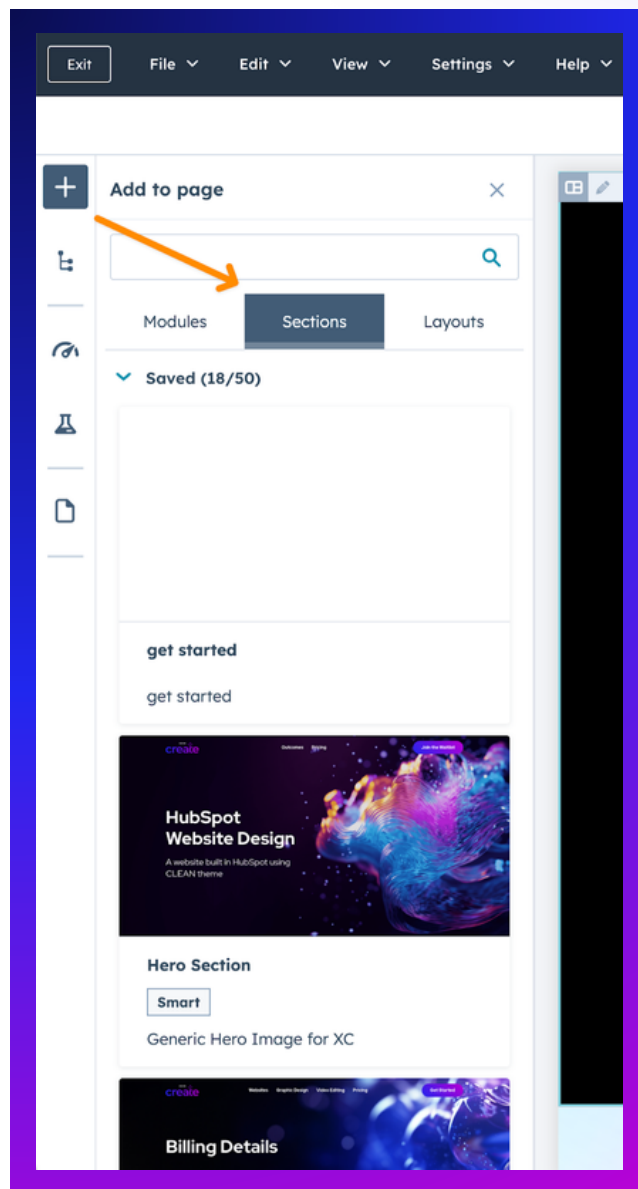 Exit File Edit View Settings Help
Add to page
Modules Sections Layouts
Saved (18/50)
get started
get started
create Outcomes Pricing Join the Waitlist
HubSpot
Website Design
A website built in HubSpot using
CLEAN theme
Hero Section
Smart
Generic Hero Image for XC
create Websites Graphic Design Video Editing Pricing Get Started
Billing Details